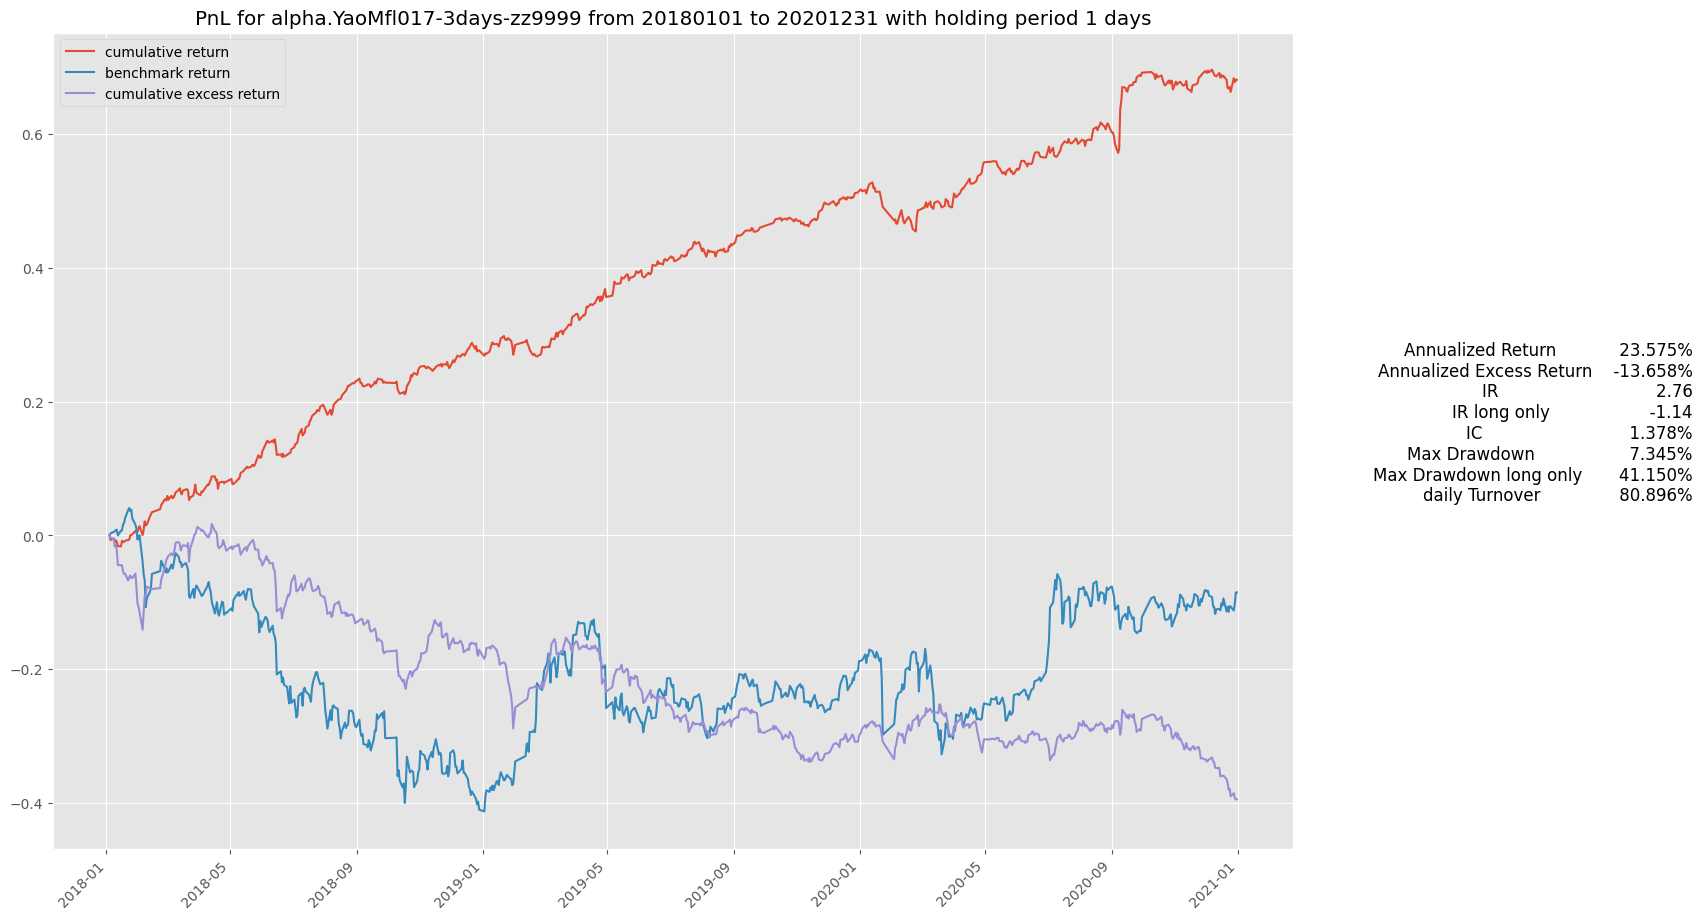 PnL for alpha.YaoMfl017-3days-zz9999 from 20180101 to 20201231 with holding period 1 days
cumulative return
benchmark return
cumulative excess return
0.6
0.4
0.2
0.0
−0.2
−0.4
2018-01
2018-05
2018-09
2019-01
2019-05
2019-09
2020-01
2020-05
2020-09
2021-01
Annualized Return 23.575%
Annualized Excess Return -13.658%
IR 2.76
IR long only -1.14
IC 1.378%
Max Drawdown 7.345%
Max Drawdown long only 41.150%
daily Turnover 80.896%